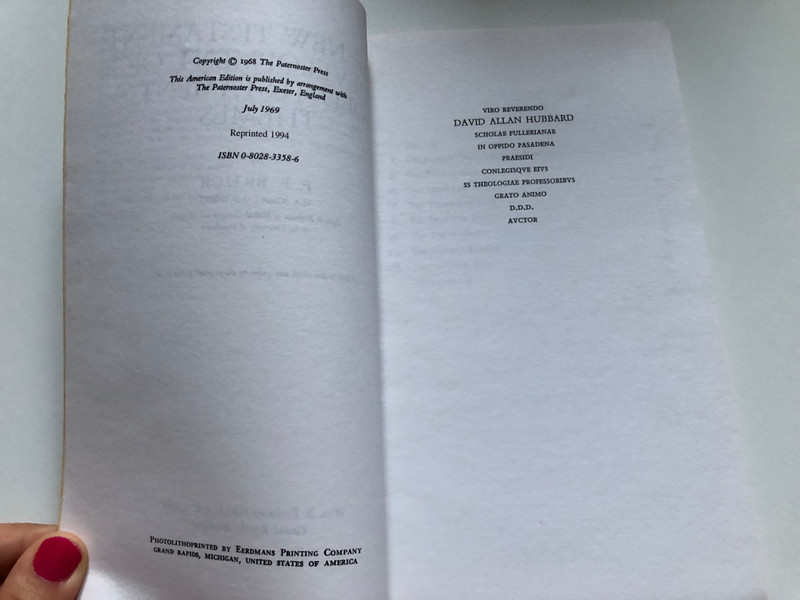 Copyright © 1968 The Paternoster Press
This American Edition is published by arrangement with
The Paternoster Press, Exeter, England
July 1969
Reprinted 1994
ISBN 0-8028-3358-6
PHOTOLITHOPRINTED BY EERDMANS PRINTING COMPANY
GRAND RAPIDS, MICHIGAN, UNITED STATES OF AMERICA
VIRO REVERENDO
DAVID ALLAN HUBBARD
SCHOLAE FULLERIANAE
IN OPPIDO PASADENA
PRAESIDI
CONLEGISQVE EIVS
SS THEOLOGIAE PROFESSORIBVS
GRATO ANIMO
D.D.D.
AVCTOR